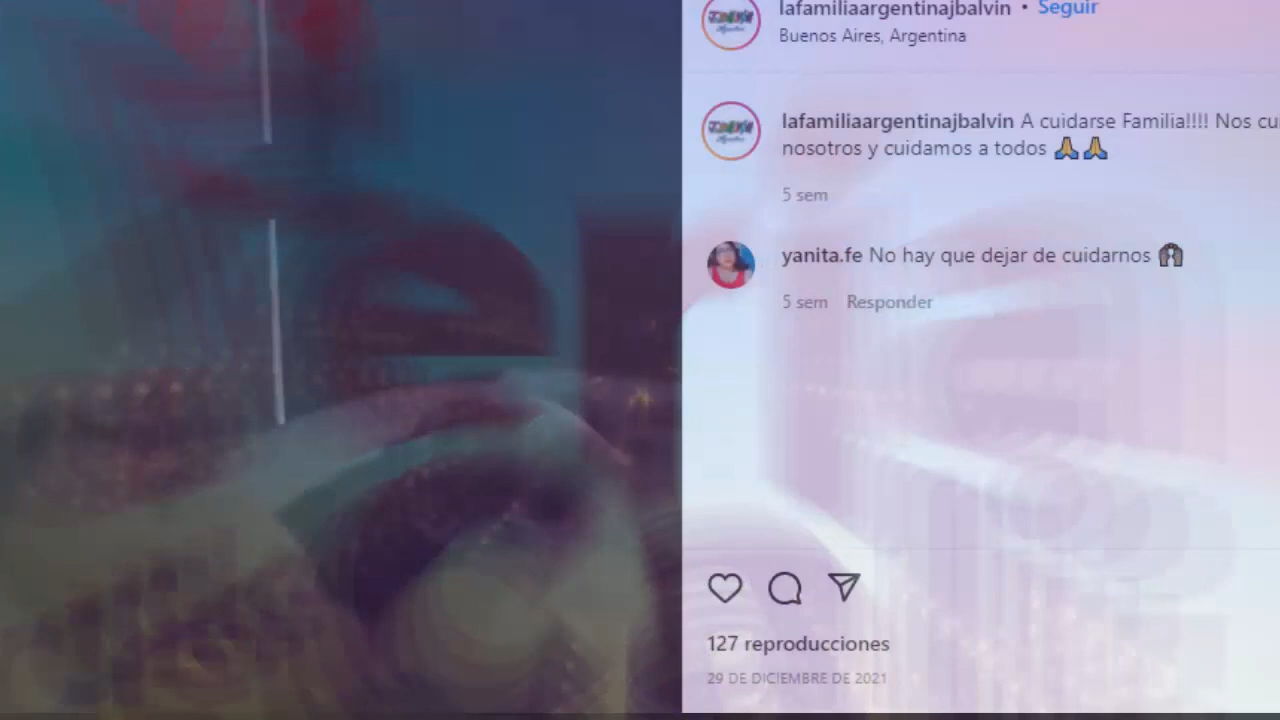 lafamiliaargentinajbalvin • Seguir
Buenos Aires, Argentina
lafamiliaargentinajbalvin A cuidarse Familia!!!! Nos
nosotros y cuidamos a todos 🙏🙏
5 sem
yanita.fe No hay que dejar de cuidarnos 🙌
5 sem Responder
127 reproducciones
29 DE DICIEMBRE DE 2021